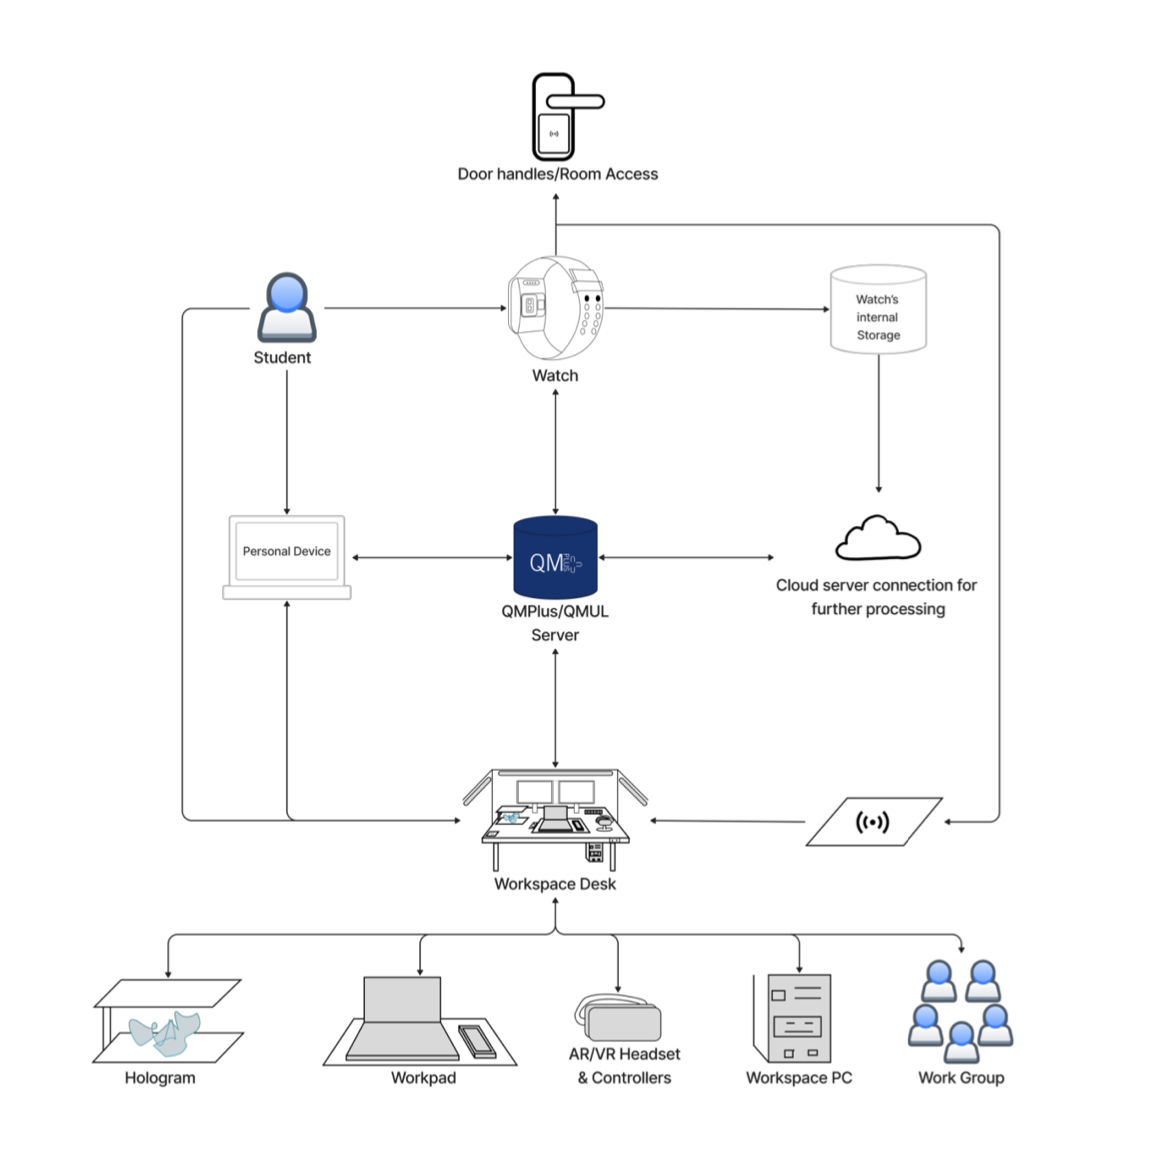 Door handles/Room Access
Student
Watch
Watch's
internal
Storage
Personal Device
QM
PLUS
QMPlus/QMUL
Server
Cloud server connection for
further processing
Workspace Desk
Hologram
Workpad
AR/VR Headset
& Controllers
Workspace PC
Work Group